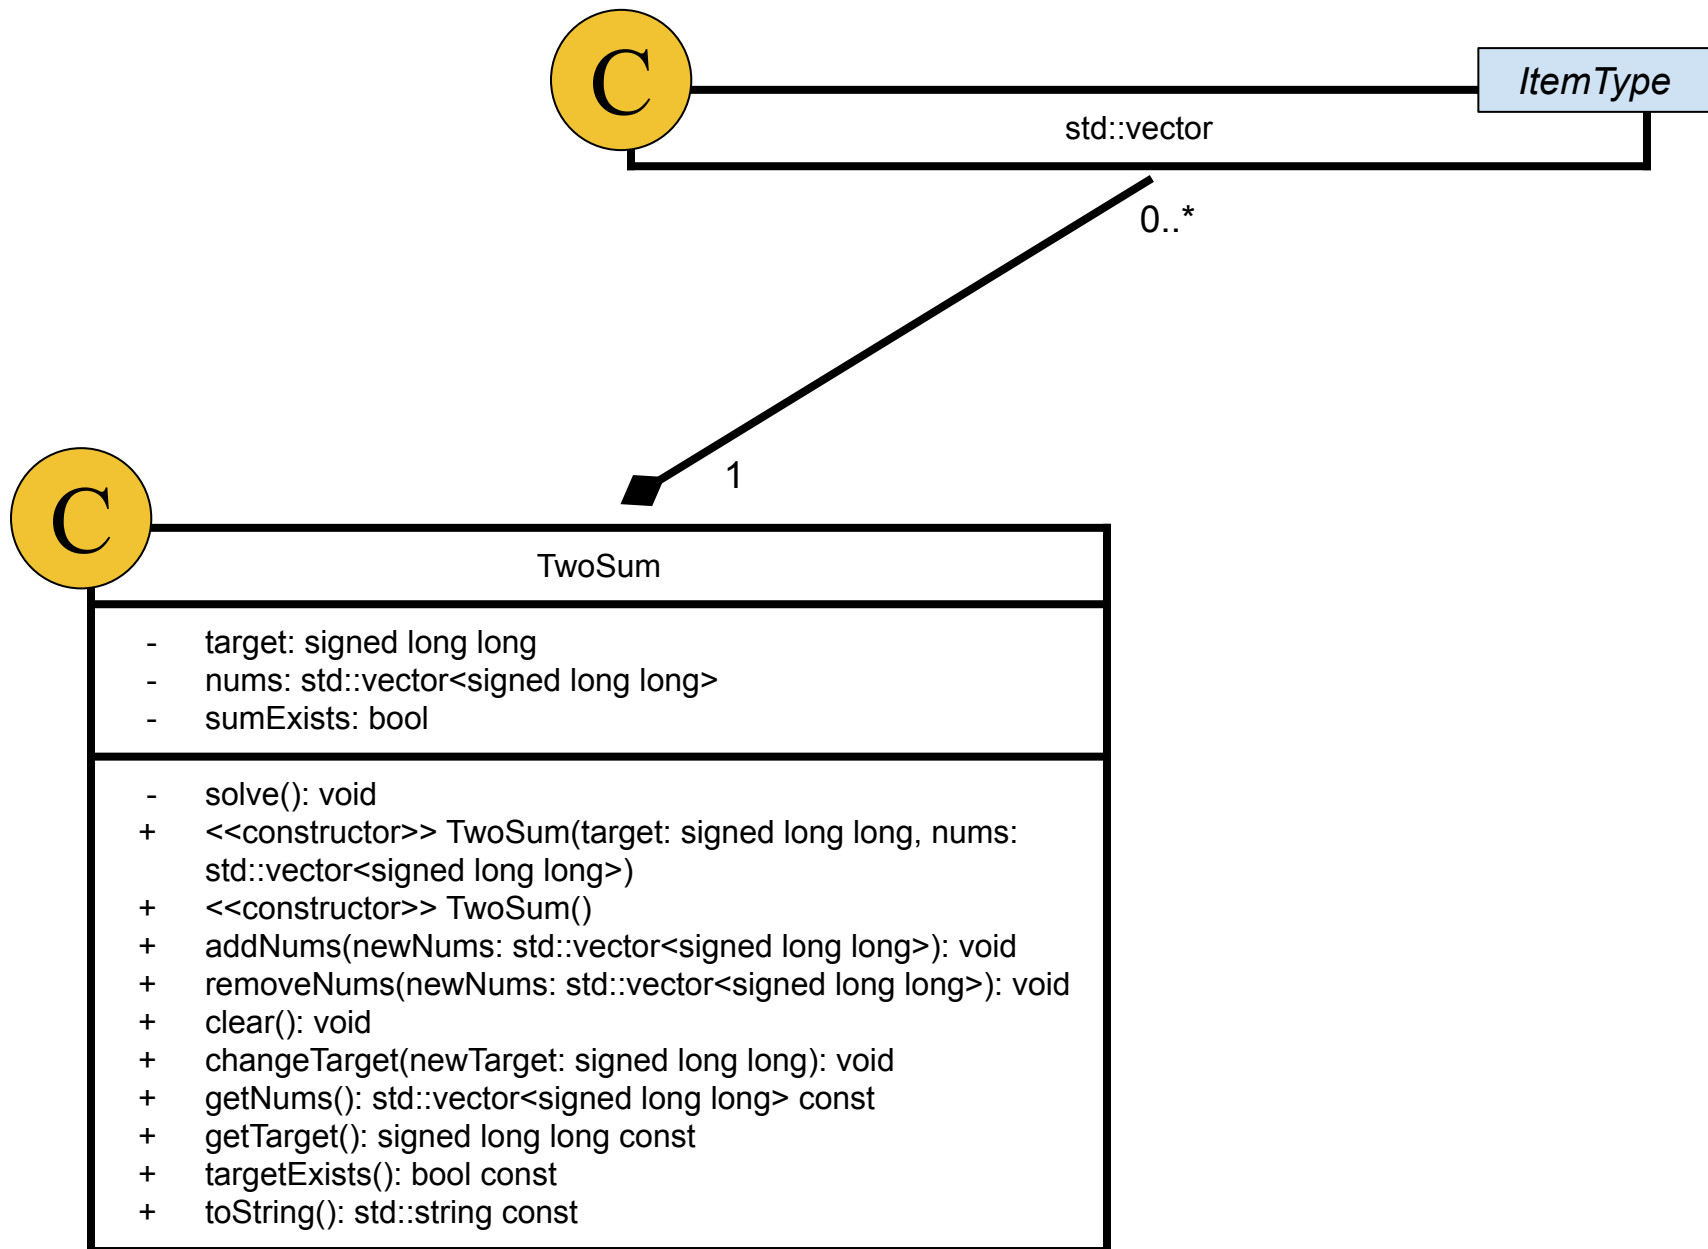 C
ItemType
std::vector
0..*
1
C
TwoSum
- target: signed long long
- nums: std::vector<signed long long>
- sumExists: bool
- solve(): void
+ <<constructor>> TwoSum(target: signed long long, nums:
std::vector<signed long long>)
+ <<constructor>> TwoSum()
+ addNums(newNums: std::vector<signed long long>): void
+ removeNums(newNums: std::vector<signed long long>): void
+ clear(): void
+ changeTarget(newTarget: signed long long): void
+ getNums(): std::vector<signed long long> const
+ getTarget(): signed long long const
+ targetExists(): bool const
+ toString(): std::string const